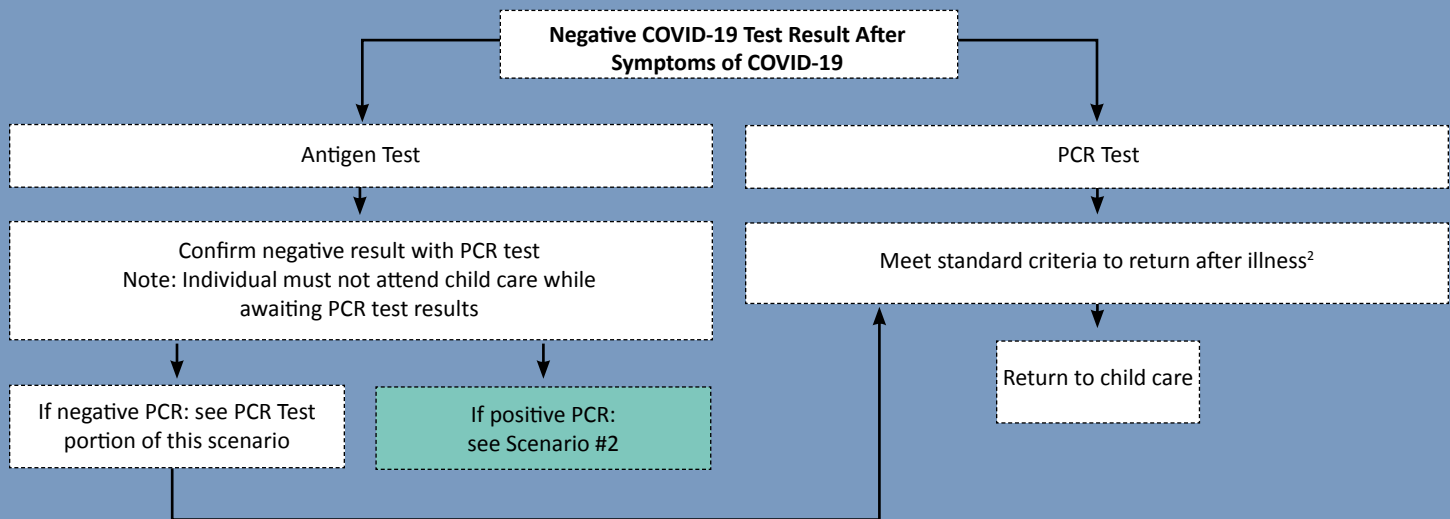 Negative COVID-19 Test Result After
Symptoms of COVID-19
Antigen Test
PCR Test
Confirm negative result with PCR test
Note: Individual must not attend child care while
awaiting PCR test results
Meet standard criteria to return after illness²
Return to child care
If negative PCR: see PCR Test
portion of this scenario
If positive PCR:
see Scenario #2